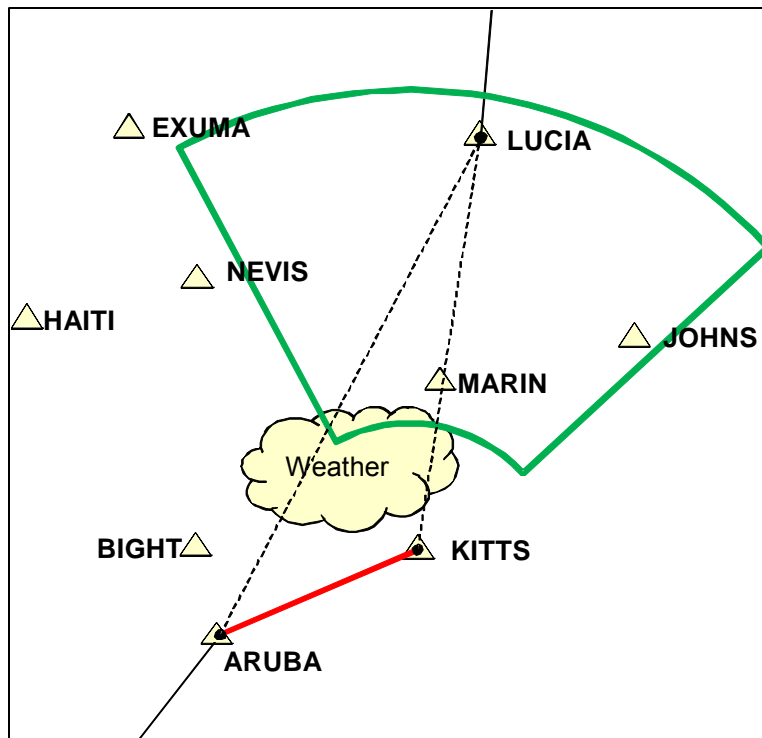 EXUMA
LUCIA
NEVIS
HAITI
JOHNS
MARIN
Weather
BIGHT
KITTS
ARUBA